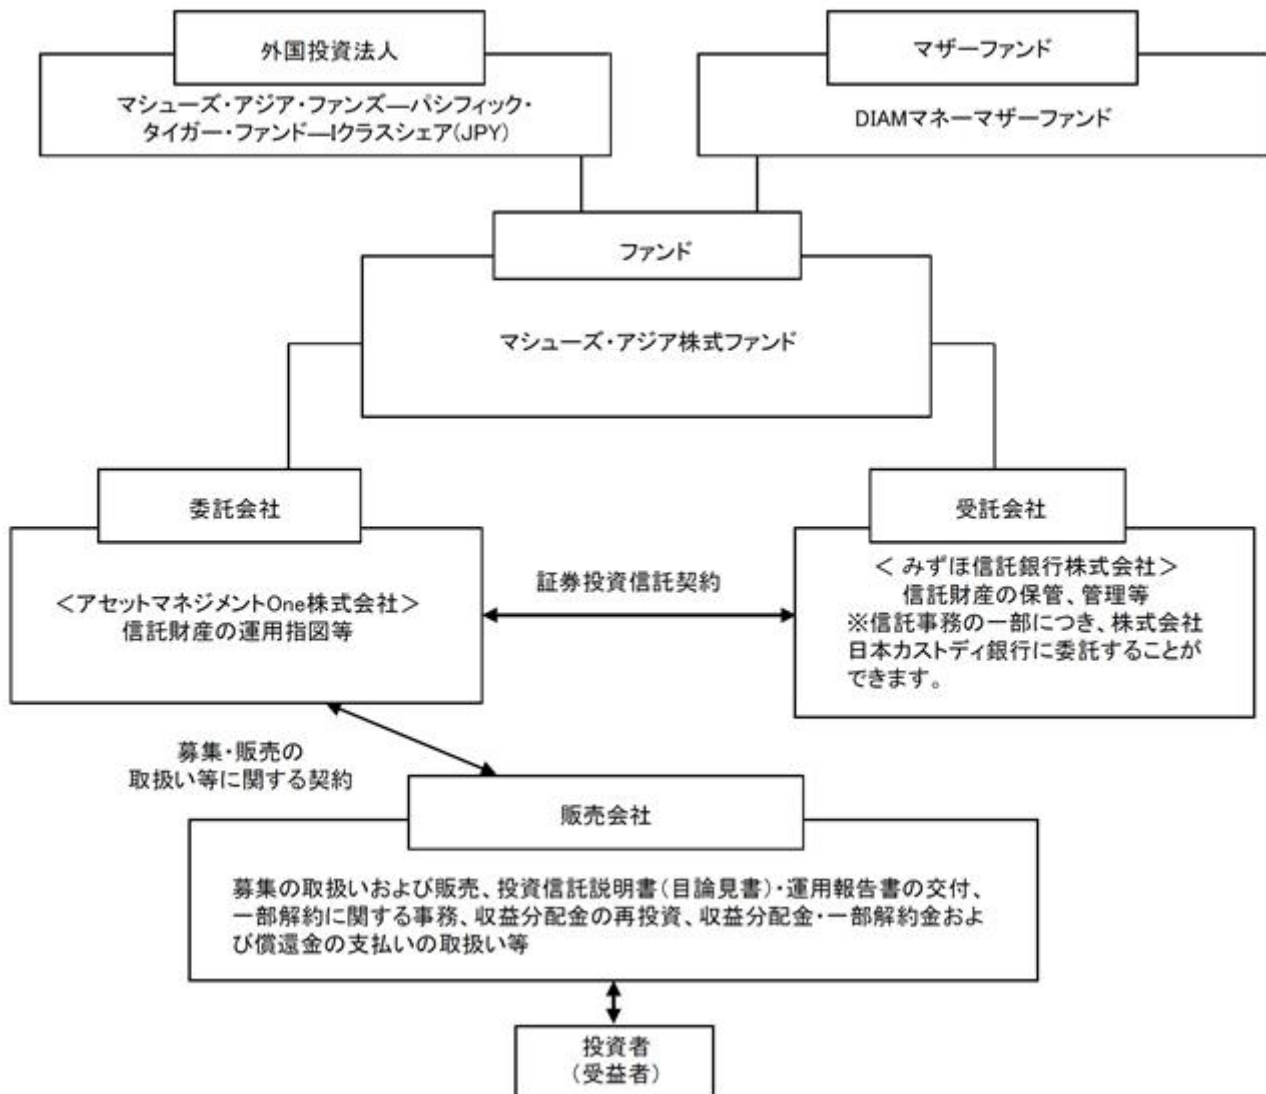 外国投資法人
マシューズ・アジア・ファンズ―パシフィック・
タイガー・ファンド―Iクラスシェア(JPY)
マザーファンド
DIAMマネーマザーファンド
ファンド
マシューズ・アジア株式ファンド
委託会社
＜アセットマネジメントOne株式会社＞
信託財産の運用指図等
証券投資信託契約
受託会社
＜ みずほ信託銀行株式会社＞
信託財産の保管、管理等
※信託事務の一部につき、株式会社
日本カストディ銀行に委託することが
できます。
募集・販売の
取扱い等に関する契約
販売会社
募集の取扱いおよび販売、投資信託説明書（目論見書）・運用報告書の交付、
一部解約に関する事務、収益分配金の再投資、収益分配金・一部解約金およ
び償還金の支払いの取扱い等
投資者
（受益者）